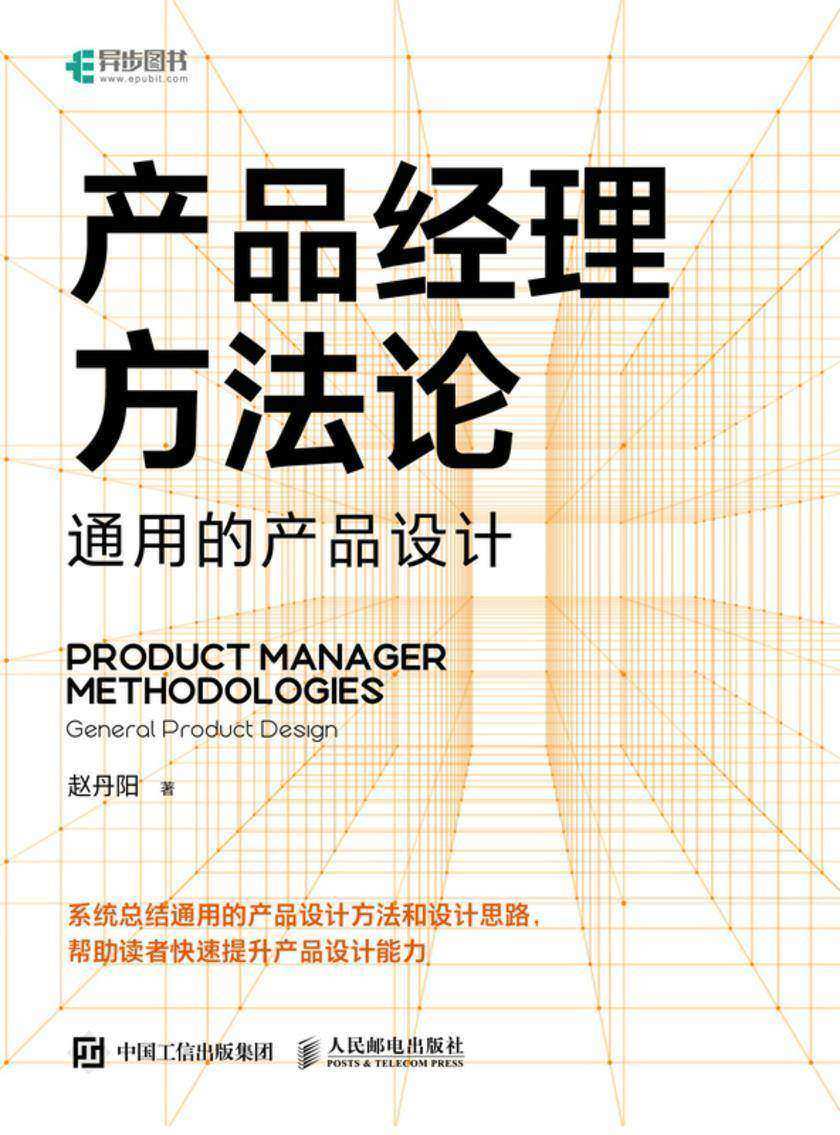 异步图书
www.epubit.com
产品经理
方法论
通用的产品设计
PRODUCT MANAGER
METHODOLOGIES
General Product Design
赵丹阳 著
系统总结通用的产品设计方法和设计思路,
帮助读者快速提升产品设计能力
中国工信出版集团 人民邮电出版社
POSTS & TELECOM PRESS